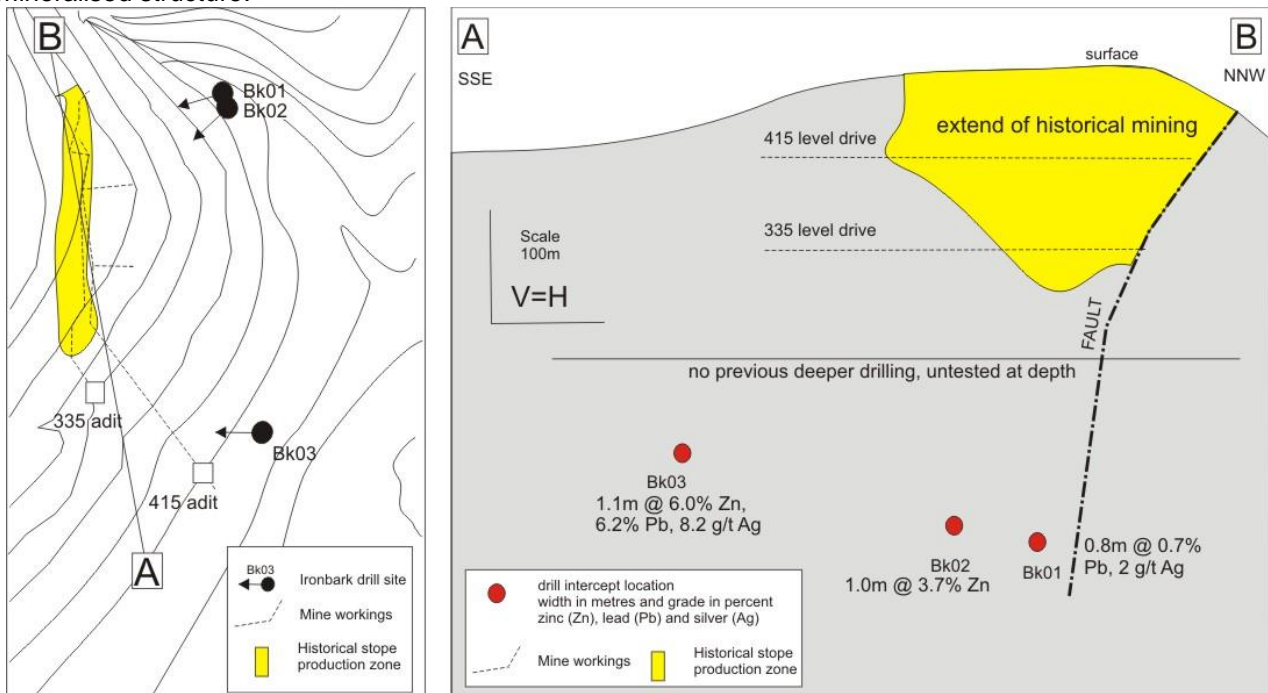 mineralised structure.
B
Bk01
Bk02
335 adit
Bk03
415 adit
A
Bk03
Ironbark drill site
Mine workings
Historical stope
production zone
A
SSE
surface
B
NNW
extend of historical mining
415 level drive
335 level drive
Scale
100m
V=H
FAULT
no previous deeper drilling, untested at depth
Bk03
1.1m @ 6.0% Zn,
6.2% Pb, 8.2 g/t Ag
Bk02
1.0m @ 3.7% Zn
Bk01
0.8m @ 0.7%
Pb, 2 g/t Ag
drill intercept location
width in metres and grade in percent
zinc (Zn), lead (Pb) and silver (Ag)
Mine workings
Historical stope
production zone